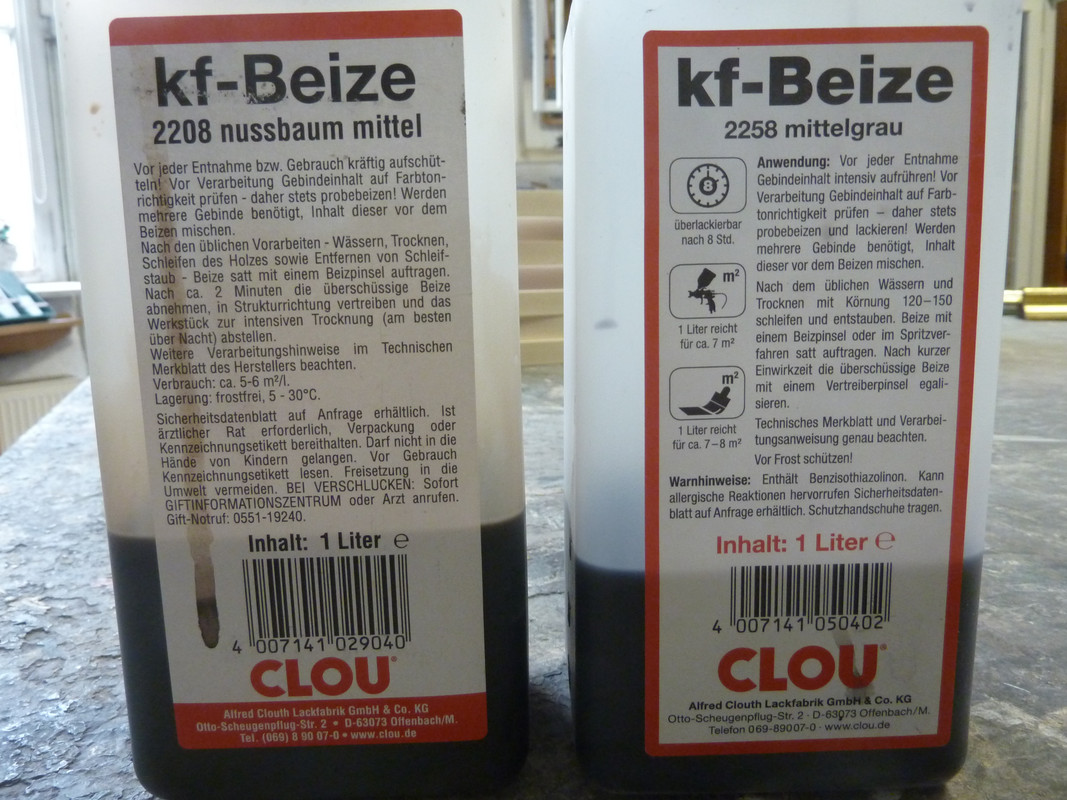 kf-Beize
2208 nussbaum mittel
Vor jeder Entnahme bzw. Gebrauch kräftig aufschüt-
teln! Vor Verarbeitung Gebindeinhalt auf Farbton-
richtigkeit prüfen - daher stets probebeizen! Werden
mehrere Gebinde benötigt, Inhalt dieser vor dem
Beizen mischen.
Nach den üblichen Vorarbeiten - Wässern, Trocknen,
Schleifen des Holzes sowie Entfernen von Schleif-
staub - Beize satt mit einem Beizpinsel auftragen.
Nach ca. 2 Minuten die überschüssige Beize
abnehmen, in Strukturrichtung vertreiben und das
Werkstück zur intensiven Trocknung (am besten
über Nacht) abstellen.
Weitere Verarbeitungshinweise im Technischen
Merkblatt des Herstellers beachten.
Verbrauch: ca. 5-6 m²/l.
Lagerung: frostfrei, 5 - 30°C.
Sicherheitsdatenblatt auf Anfrage erhältlich. Ist
ärztlicher Rat erforderlich, Verpackung oder
Kennzeichnungsetikett bereithalten. Darf nicht in die
Hände von Kindern gelangen. Vor Gebrauch
Kennzeichnungsetikett lesen. Freisetzung in die
Umwelt vermeiden. BEI VERSCHLUCKEN: Sofort
GIFTINFORMATIONSZENTRUM oder Arzt anrufen.
Gift-Notruf: 0551-19240.
Inhalt: 1 Liter ℮
4 007141 029040
CLOU®
Alfred Clouth Lackfabrik GmbH & Co. KG
Otto-Scheugenpflug-Str. 2 • D-63073 Offenbach/M.
Tel. (069) 8 90 07-0 • www.clou.de
kf-Beize
2258 mittelgrau
8
überlackierbar
nach 8 Std.
m²
1 Liter reicht
für ca. 7 m²
m²
1 Liter reicht
für ca. 7–8 m²
Anwendung: Vor jeder Entnahme
Gebindeinhalt intensiv aufrühren! Vor
Verarbeitung Gebindeinhalt auf Farb-
tonrichtigkeit prüfen – daher stets
probebeizen und lackieren! Werden
mehrere Gebinde benötigt, Inhalt
dieser vor dem Beizen mischen.
Nach dem üblichen Wässern und
Trocknen mit Körnung 120–150
schleifen und entstauben. Beize mit
einem Beizpinsel oder im Spritzver-
fahren satt auftragen. Nach kurzer
Einwirkzeit die überschüssige Beize
mit einem Vertreiberpinsel egali-
sieren.
Technisches Merkblatt und Verarbei-
tungsanweisung genau beachten.
Vor Frost schützen!
Warnhinweise: Enthält Benzisothiazolinon. Kann
allergische Reaktionen hervorrufen Sicherheitsdaten-
blatt auf Anfrage erhältlich. Schutzhandschuhe tragen.
Inhalt: 1 Liter ℮
4 007141 050402
CLOU®
Alfred Clouth Lackfabrik GmbH & Co. KG
Otto-Scheugenpflug-Str. 2 · D-63073 Offenbach/M.
Telefon 069-89007-0 · www.clou.de